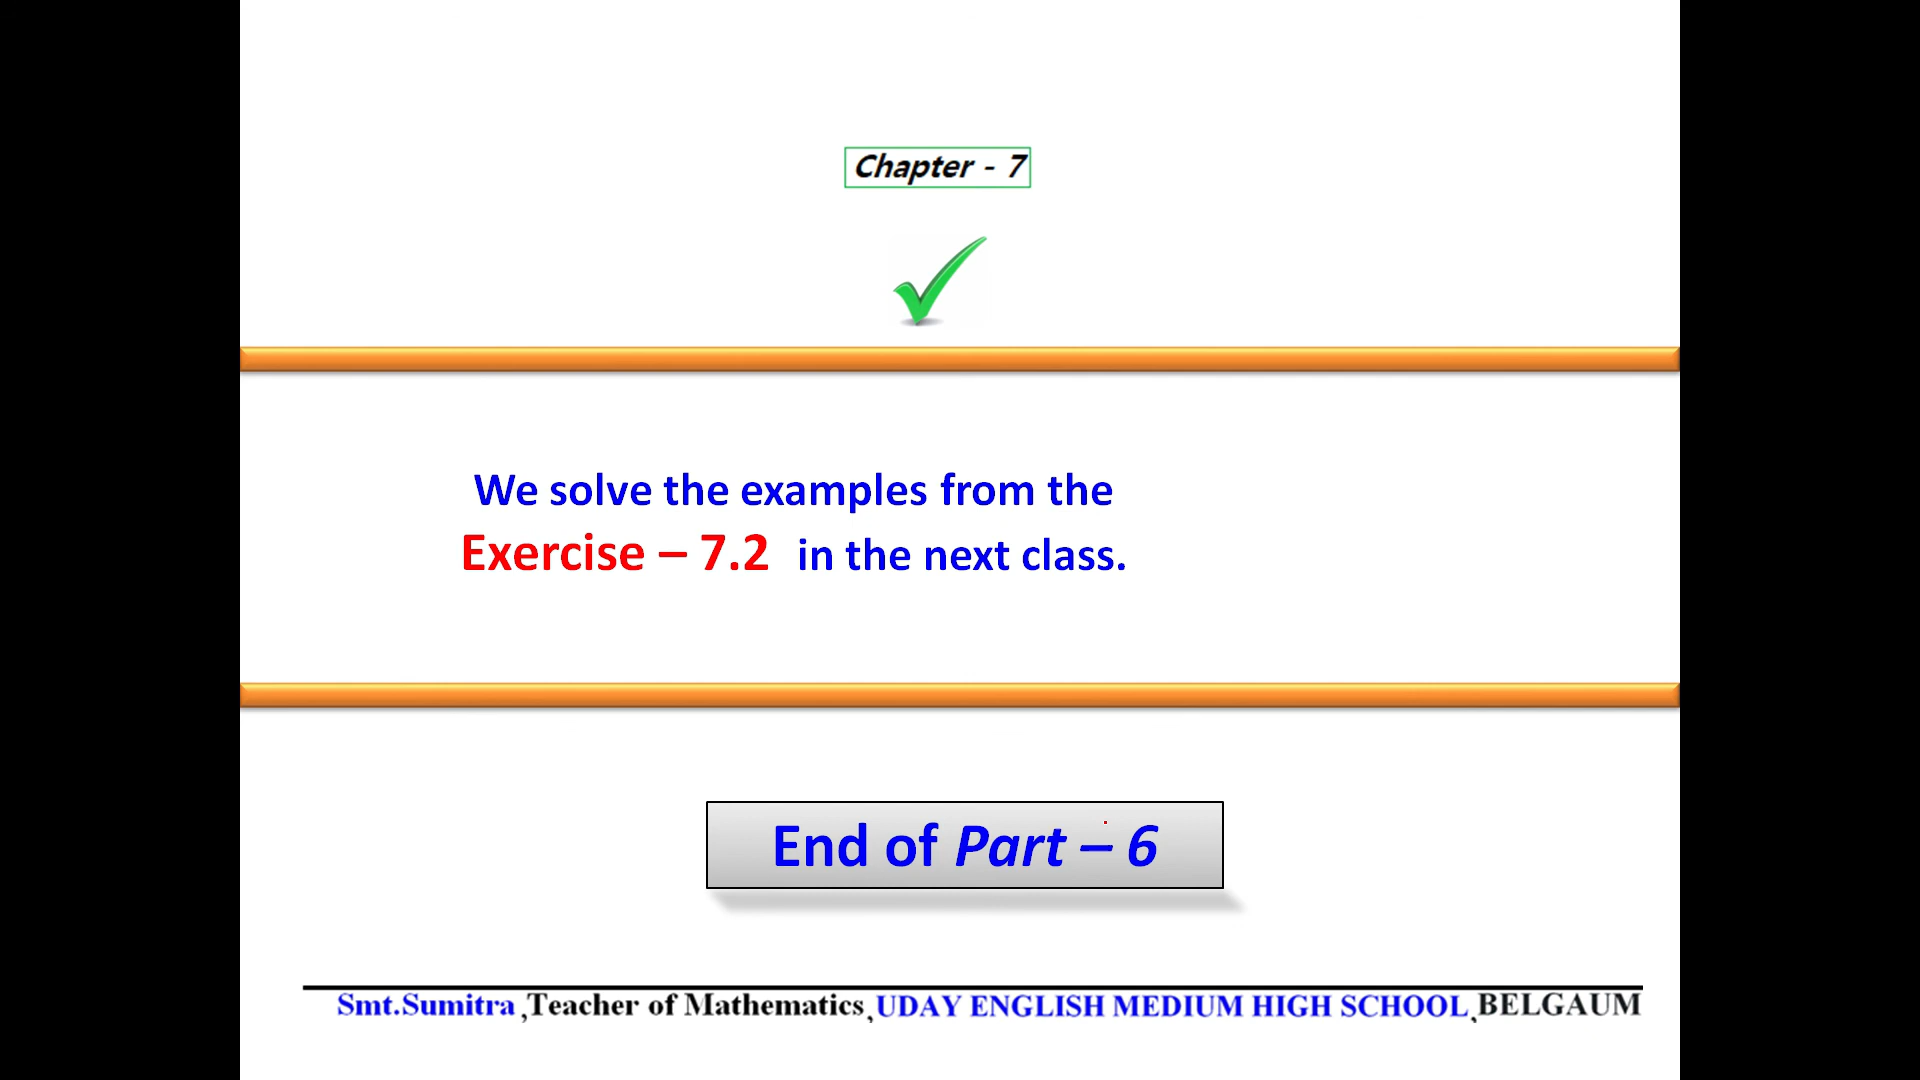 Chapter - 7
We solve the examples from the
Exercise – 7.2 in the next class.
End of Part – 6
Smt.Sumitra ,Teacher of Mathematics,UDAY ENGLISH MEDIUM HIGH SCHOOL,BELGAUM